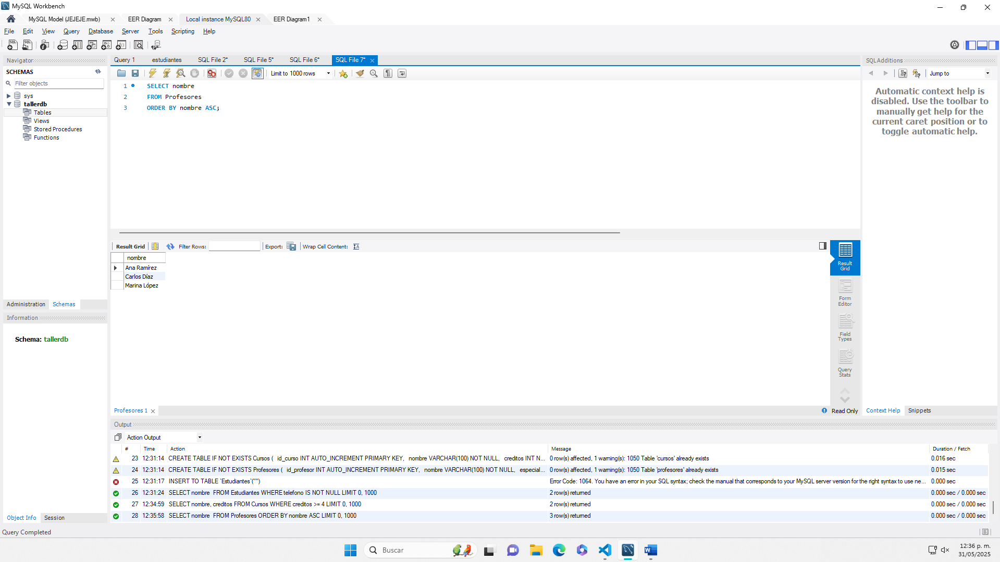 MySQL Workbench
MySQL Model (JEJEJE.mwb)
EER Diagram
Local instance MySQL80
EER Diagram1
File Edit View Query Database Server Tools Scripting Help
Navigator
SCHEMAS
Filter objects
sys
tallerdb
Tables
Views
Stored Procedures
Functions
Administration Schemas
Information
Schema: tallerdb
Object Info Session
Query 1 estudiantes SQL File 2* SQL File 5* SQL File 6* SQL File 7*
Limit to 1000 rows
1 SELECT nombre
2 FROM Profesores
3 ORDER BY nombre ASC;
Result Grid Filter Rows: Export: Wrap Cell Content:
nombre
Ana Ramírez
Carlos Díaz
Marina López
Result Grid
Form Editor
Field Types
Query Stats
Profesores 1
Read Only
SQLAdditions
Jump to
Automatic context help is
disabled. Use the toolbar to
manually get help for the
current caret position or to
toggle automatic help.
Context Help Snippets
Output
Action Output
# Time Action Message Duration / Fetch
23 12:31:14 CREATE TABLE IF NOT EXISTS Cursos ( id_curso INT AUTO_INCREMENT PRIMARY KEY, nombre VARCHAR(100) NOT NULL, creditos INT N... 0 row(s) affected, 1 warning(s): 1050 Table 'cursos' already exists 0.016 sec
24 12:31:14 CREATE TABLE IF NOT EXISTS Profesores ( id_profesor INT AUTO_INCREMENT PRIMARY KEY, nombre VARCHAR(100) NOT NULL, especial... 0 row(s) affected, 1 warning(s): 1050 Table 'profesores' already exists 0.015 sec
25 12:31:17 INSERT TO TABLE `Estudiantes`("") Error Code: 1064. You have an error in your SQL syntax; check the manual that corresponds to your MySQL server version for the right syntax to use ne... 0.000 sec
26 12:31:24 SELECT nombre FROM Estudiantes WHERE telefono IS NOT NULL LIMIT 0, 1000 2 row(s) returned 0.000 sec / 0.000 sec
27 12:34:59 SELECT nombre, creditos FROM Cursos WHERE creditos >= 4 LIMIT 0, 1000 2 row(s) returned 0.000 sec / 0.000 sec
28 12:35:58 SELECT nombre FROM Profesores ORDER BY nombre ASC LIMIT 0, 1000 3 row(s) returned 0.000 sec / 0.000 sec
Query Completed
Buscar
12:36 p. m.
31/05/2025